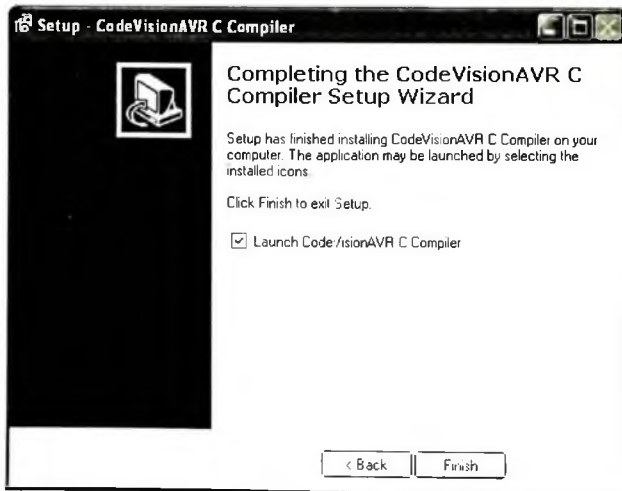 Setup - CodeVisionAVR C Compiler
Completing the CodeVisionAVR C
Compiler Setup Wizard
Setup has finished installing CodeVisionAVR C Compiler on your
computer. The application may be launched by selecting the
installed icons.
Click Finish to exit Setup.
Launch CodeVisionAVR C Compiler
< Back
Finish